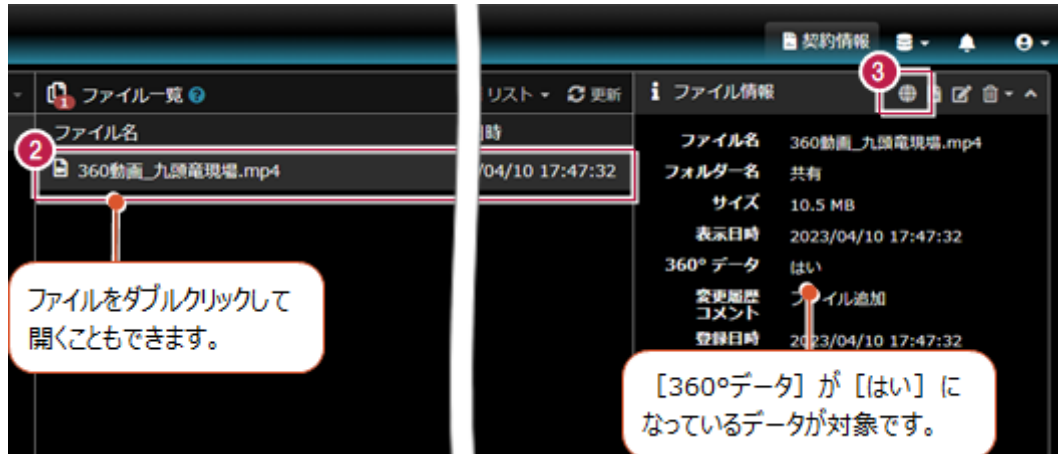 契約情報
3
1
ファイル一覧
リスト
更新
ファイル情報
ファイル名
時
2
360動画_九頭竜現場.mp4
/04/10 17:47:32
ファイル名 360動画_九頭竜現場.mp4
フォルダー名 共有
サイズ 10.5 MB
表示日時 2023/04/10 17:47:32
360° データ はい
変更履歴
コメント
ファイル追加
登録日時 2023/04/10 17:47:32
ファイルをダブルクリックして
開くこともできます。
［360°データ］が［はい］に
なっているデータが対象です。